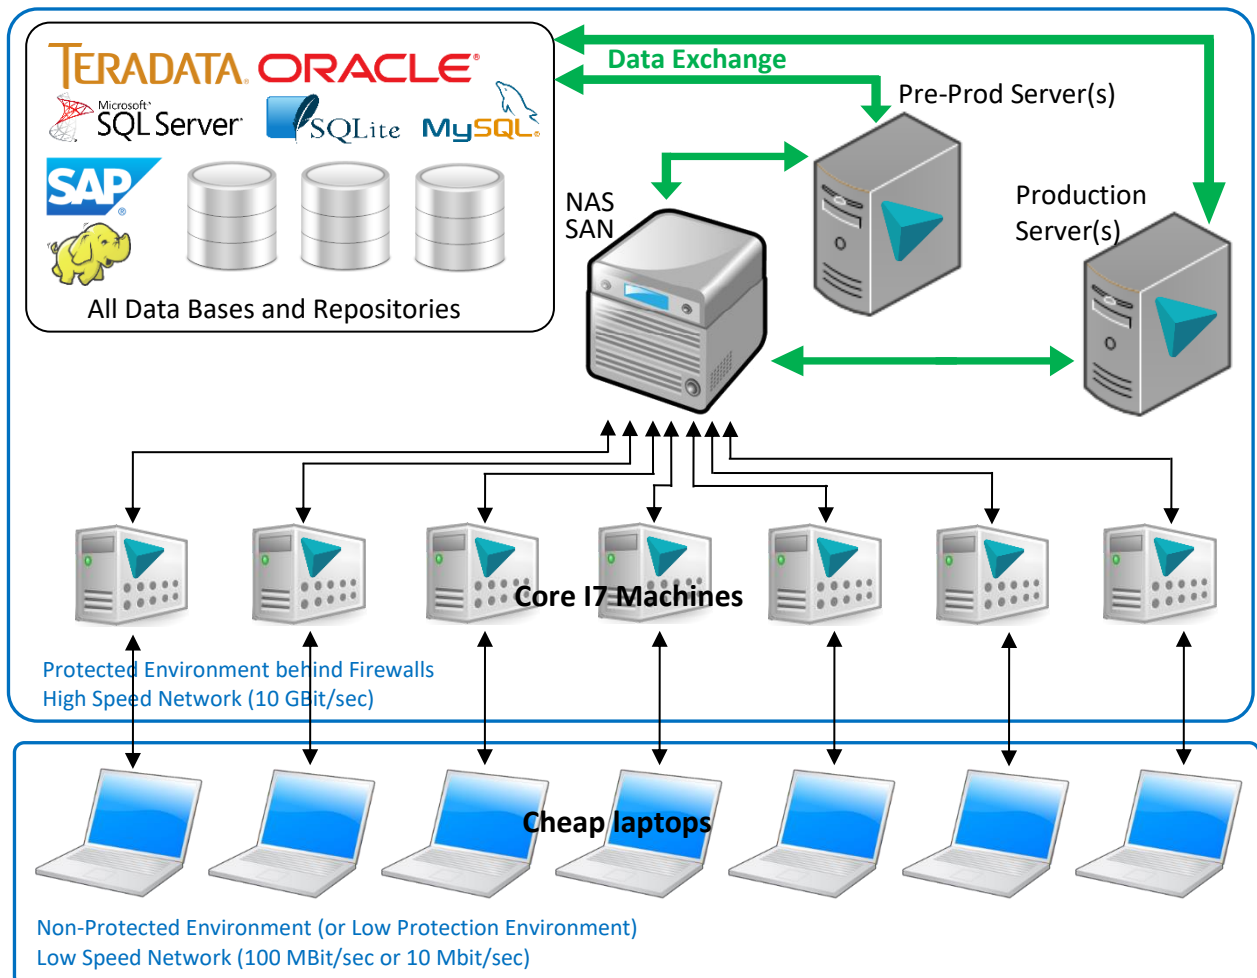 TERADATA. ORACLE®
Data Exchange
Microsoft®
SQL Server®
SQLite
MySQL®
Pre-Prod Server(s)
SAP®
NAS
SAN
Production
Server(s)
All Data Bases and Repositories
Core I7 Machines
Protected Environment behind Firewalls
High Speed Network (10 GBit/sec)
Cheap laptops
Non-Protected Environment (or Low Protection Environment)
Low Speed Network (100 MBit/sec or 10 Mbit/sec)